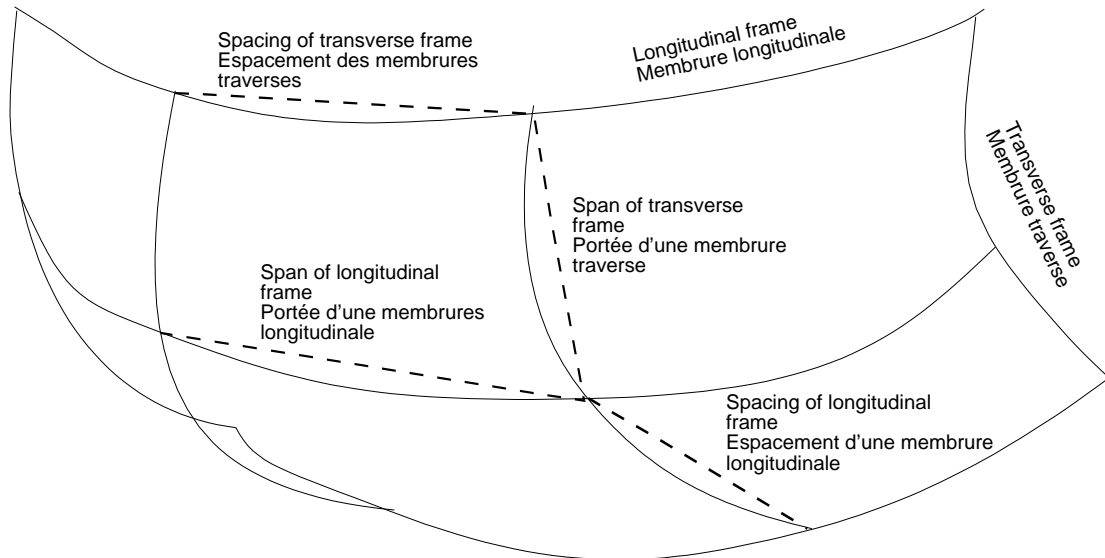 Spacing of transverse frame
Espacement des membrures
traverses
Longitudinal frame
Membrure longitudinale
Transverse frame
Membrure traverse
Span of transverse
frame
Portée d'une membrure
traverse
Span of longitudinal
frame
Portée d'une membrures
longitudinale
Spacing of longitudinal
frame
Espacement d'une membrure
longitudinale